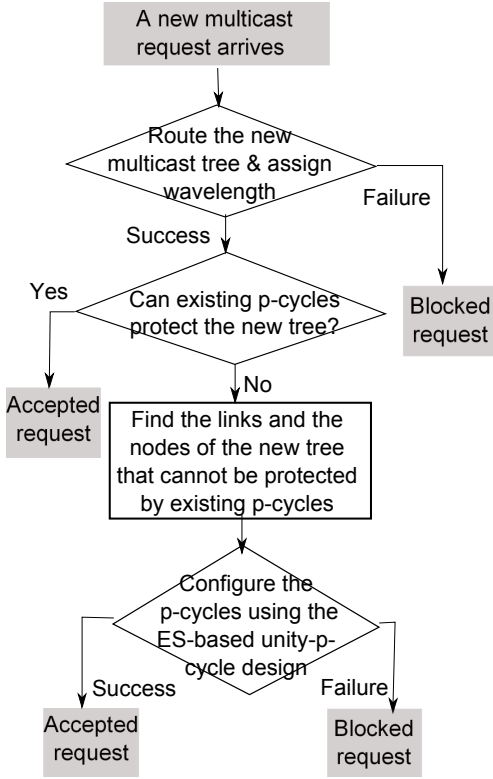 A new multicast
request arrives
Route the new
multicast tree & assign
wavelength
Failure
Success
Yes
Can existing p-cycles
protect the new tree?
Blocked
request
No
Accepted
request
Find the links and the
nodes of the new tree
that cannot be protected
by existing p-cycles
Configure the
p-cycles using the
ES-based unity-p-
cycle design
Success
Failure
Accepted
request
Blocked
request